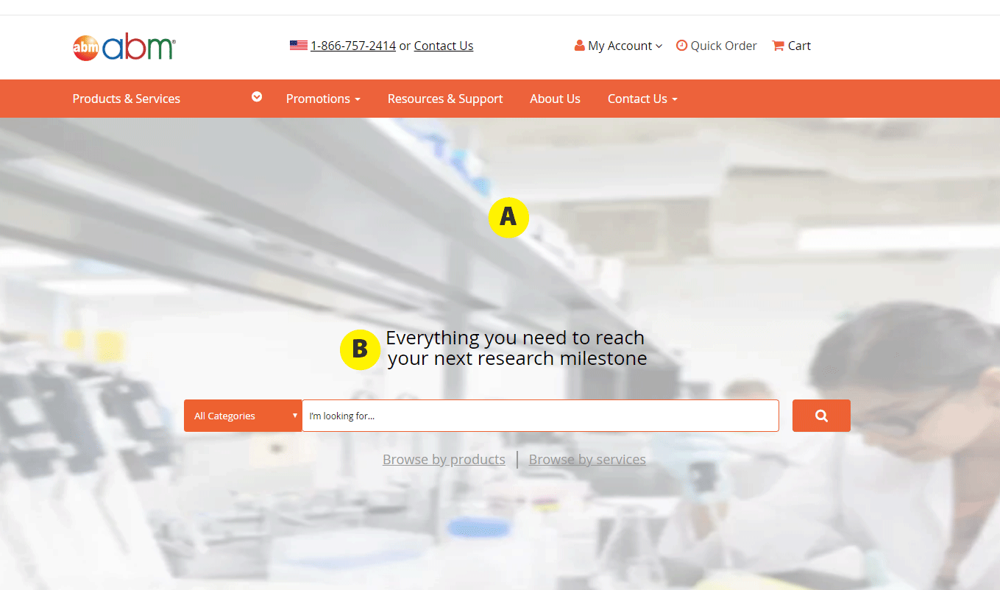 abm abm®
1-866-757-2414 or Contact Us
My Account
Quick Order
Cart
Products & Services
Promotions
Resources & Support
About Us
Contact Us
A
B
Everything you need to reach
your next research milestone
All Categories
I'm looking for...
Browse by products | Browse by services